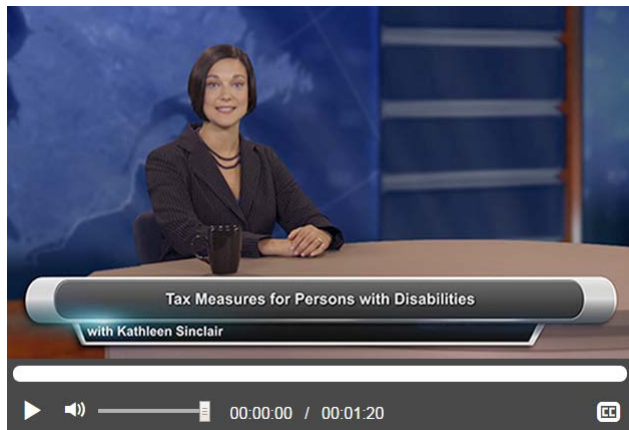 Tax Measures for Persons with Disabilities
with Kathleen Sinclair
00:00:00 / 00:01:20
CC